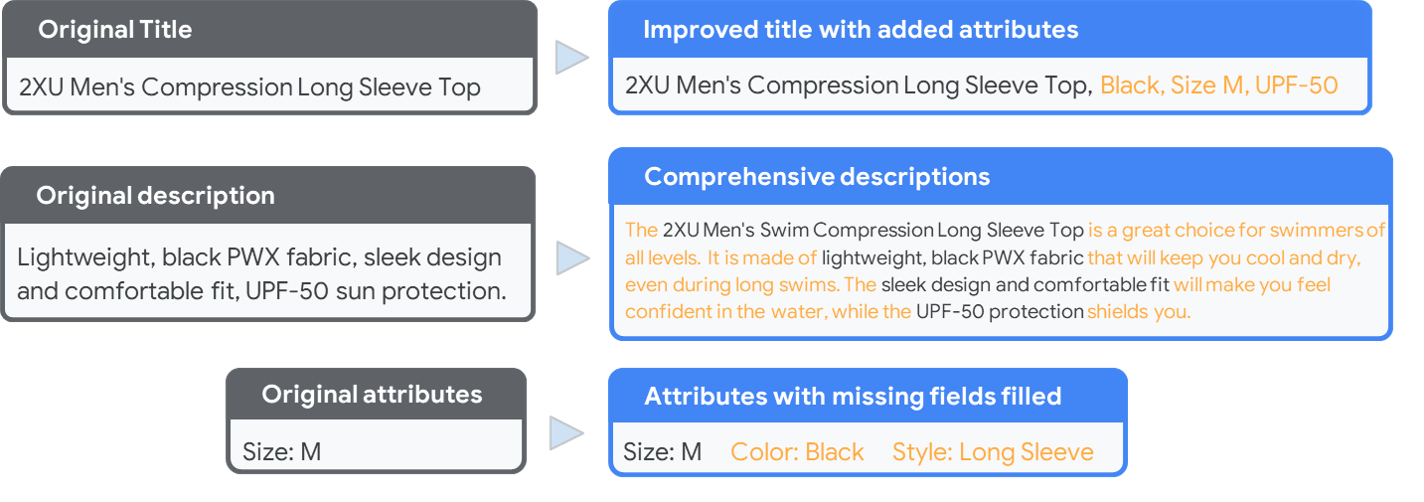 Original Title
2XU Men's Compression Long Sleeve Top
Improved title with added attributes
2XU Men's Compression Long Sleeve Top, Black, Size M, UPF-50
Original description
Lightweight, black PWX fabric, sleek design
and comfortable fit, UPF-50 sun protection.
Comprehensive descriptions
The 2XU Men's Swim Compression Long Sleeve Top is a great choice for swimmers of
all levels. It is made of lightweight, black PWX fabric that will keep you cool and dry,
even during long swims. The sleek design and comfortable fit will make you feel
confident in the water, while the UPF-50 protection shields you.
Original attributes
Size: M
Attributes with missing fields filled
Size: M Color: Black Style: Long Sleeve